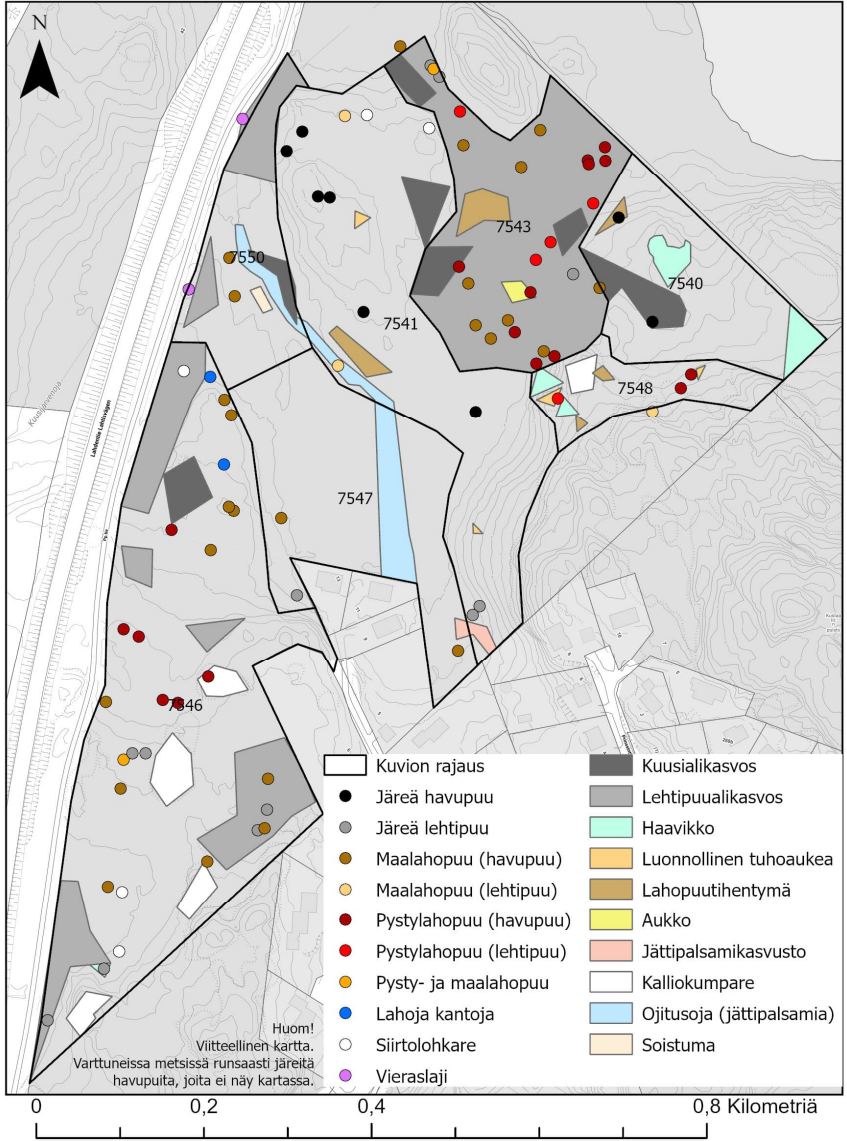 N
7550
7543
7540
7541
7548
7547
7546
Kuusijärvenoja
Lahdentie Lahtisvägen
Kuvion rajaus
Järeä havupuu
Järeä lehtipuu
Maalahopuu (havupuu)
Maalahopuu (lehtipuu)
Pystylahopuu (havupuu)
Pystylahopuu (lehtipuu)
Pysty- ja maalahopuu
Lahoja kantoja
Siirtolohkare
Vieraslaji
Kuusialikasvos
Lehtipuualikasvos
Haavikko
Luonnollinen tuhoaukea
Lahopuutihentymä
Aukko
Jättipalsamikasvusto
Kalliokumpare
Ojitusoja (jättipalsamia)
Soistuma
Huom!
Viitteellinen kartta.
Varttuneissa metsissä runsaasti järeitä
havupuita, joita ei näy kartassa.
0 0,2 0,4 0,8 Kilometriä